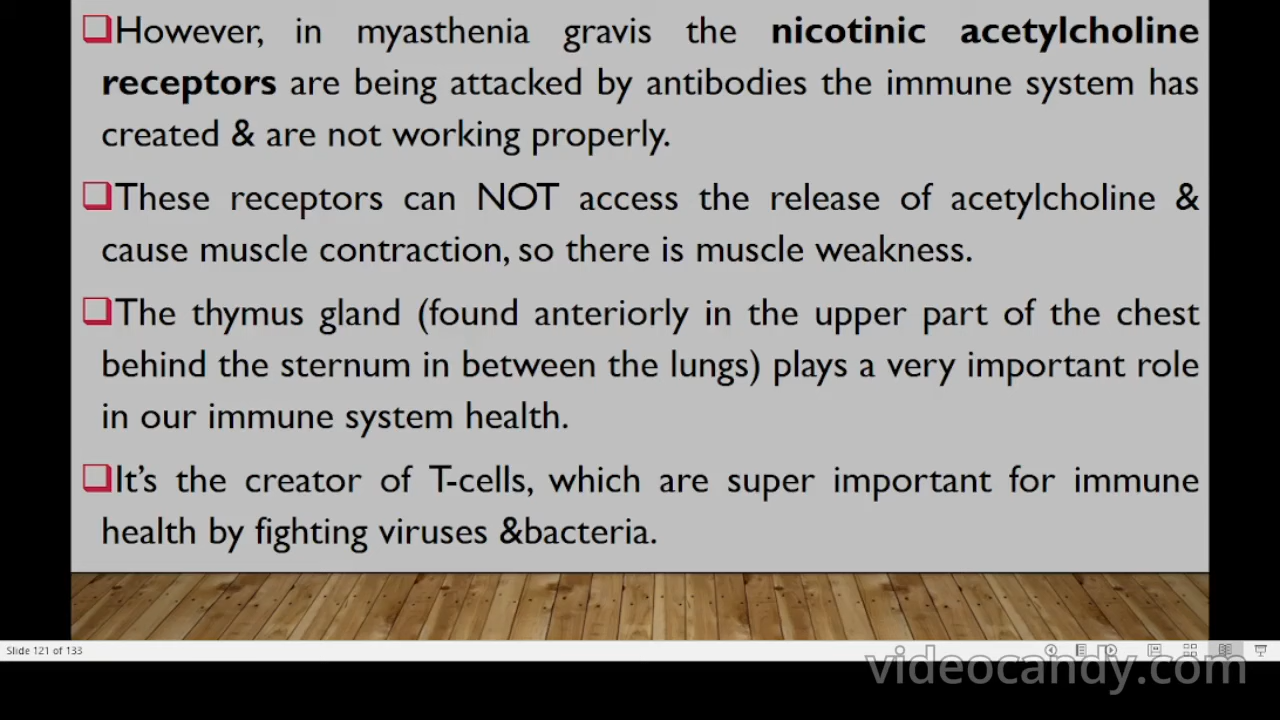 However, in myasthenia gravis the nicotinic acetylcholine
receptors are being attacked by antibodies the immune system has
created & are not working properly.
These receptors can NOT access the release of acetylcholine &
cause muscle contraction, so there is muscle weakness.
The thymus gland (found anteriorly in the upper part of the chest
behind the sternum in between the lungs) plays a very important role
in our immune system health.
It's the creator of T-cells, which are super important for immune
health by fighting viruses &bacteria.
Slide 121 of 133
videocandy.com